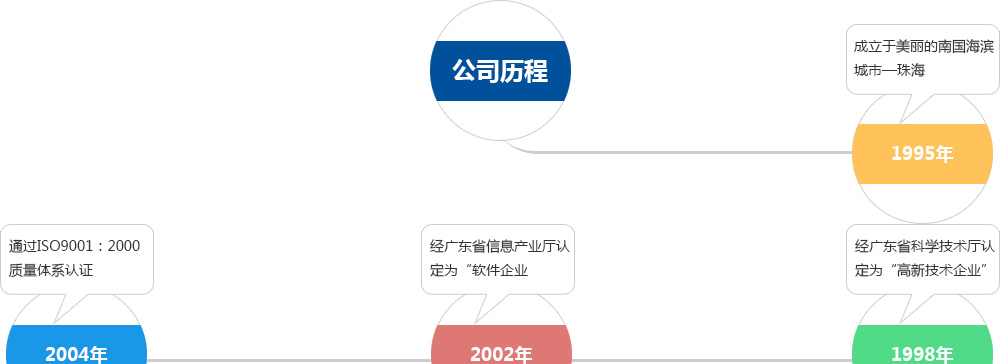 公司历程
成立于美丽的南国海滨
城市—珠海
1995年
通过ISO9001：2000
质量体系认证
2004年
经广东省信息产业厅认
定为“软件企业
2002年
经广东省科学技术厅认
定为“高新技术企业”
1998年